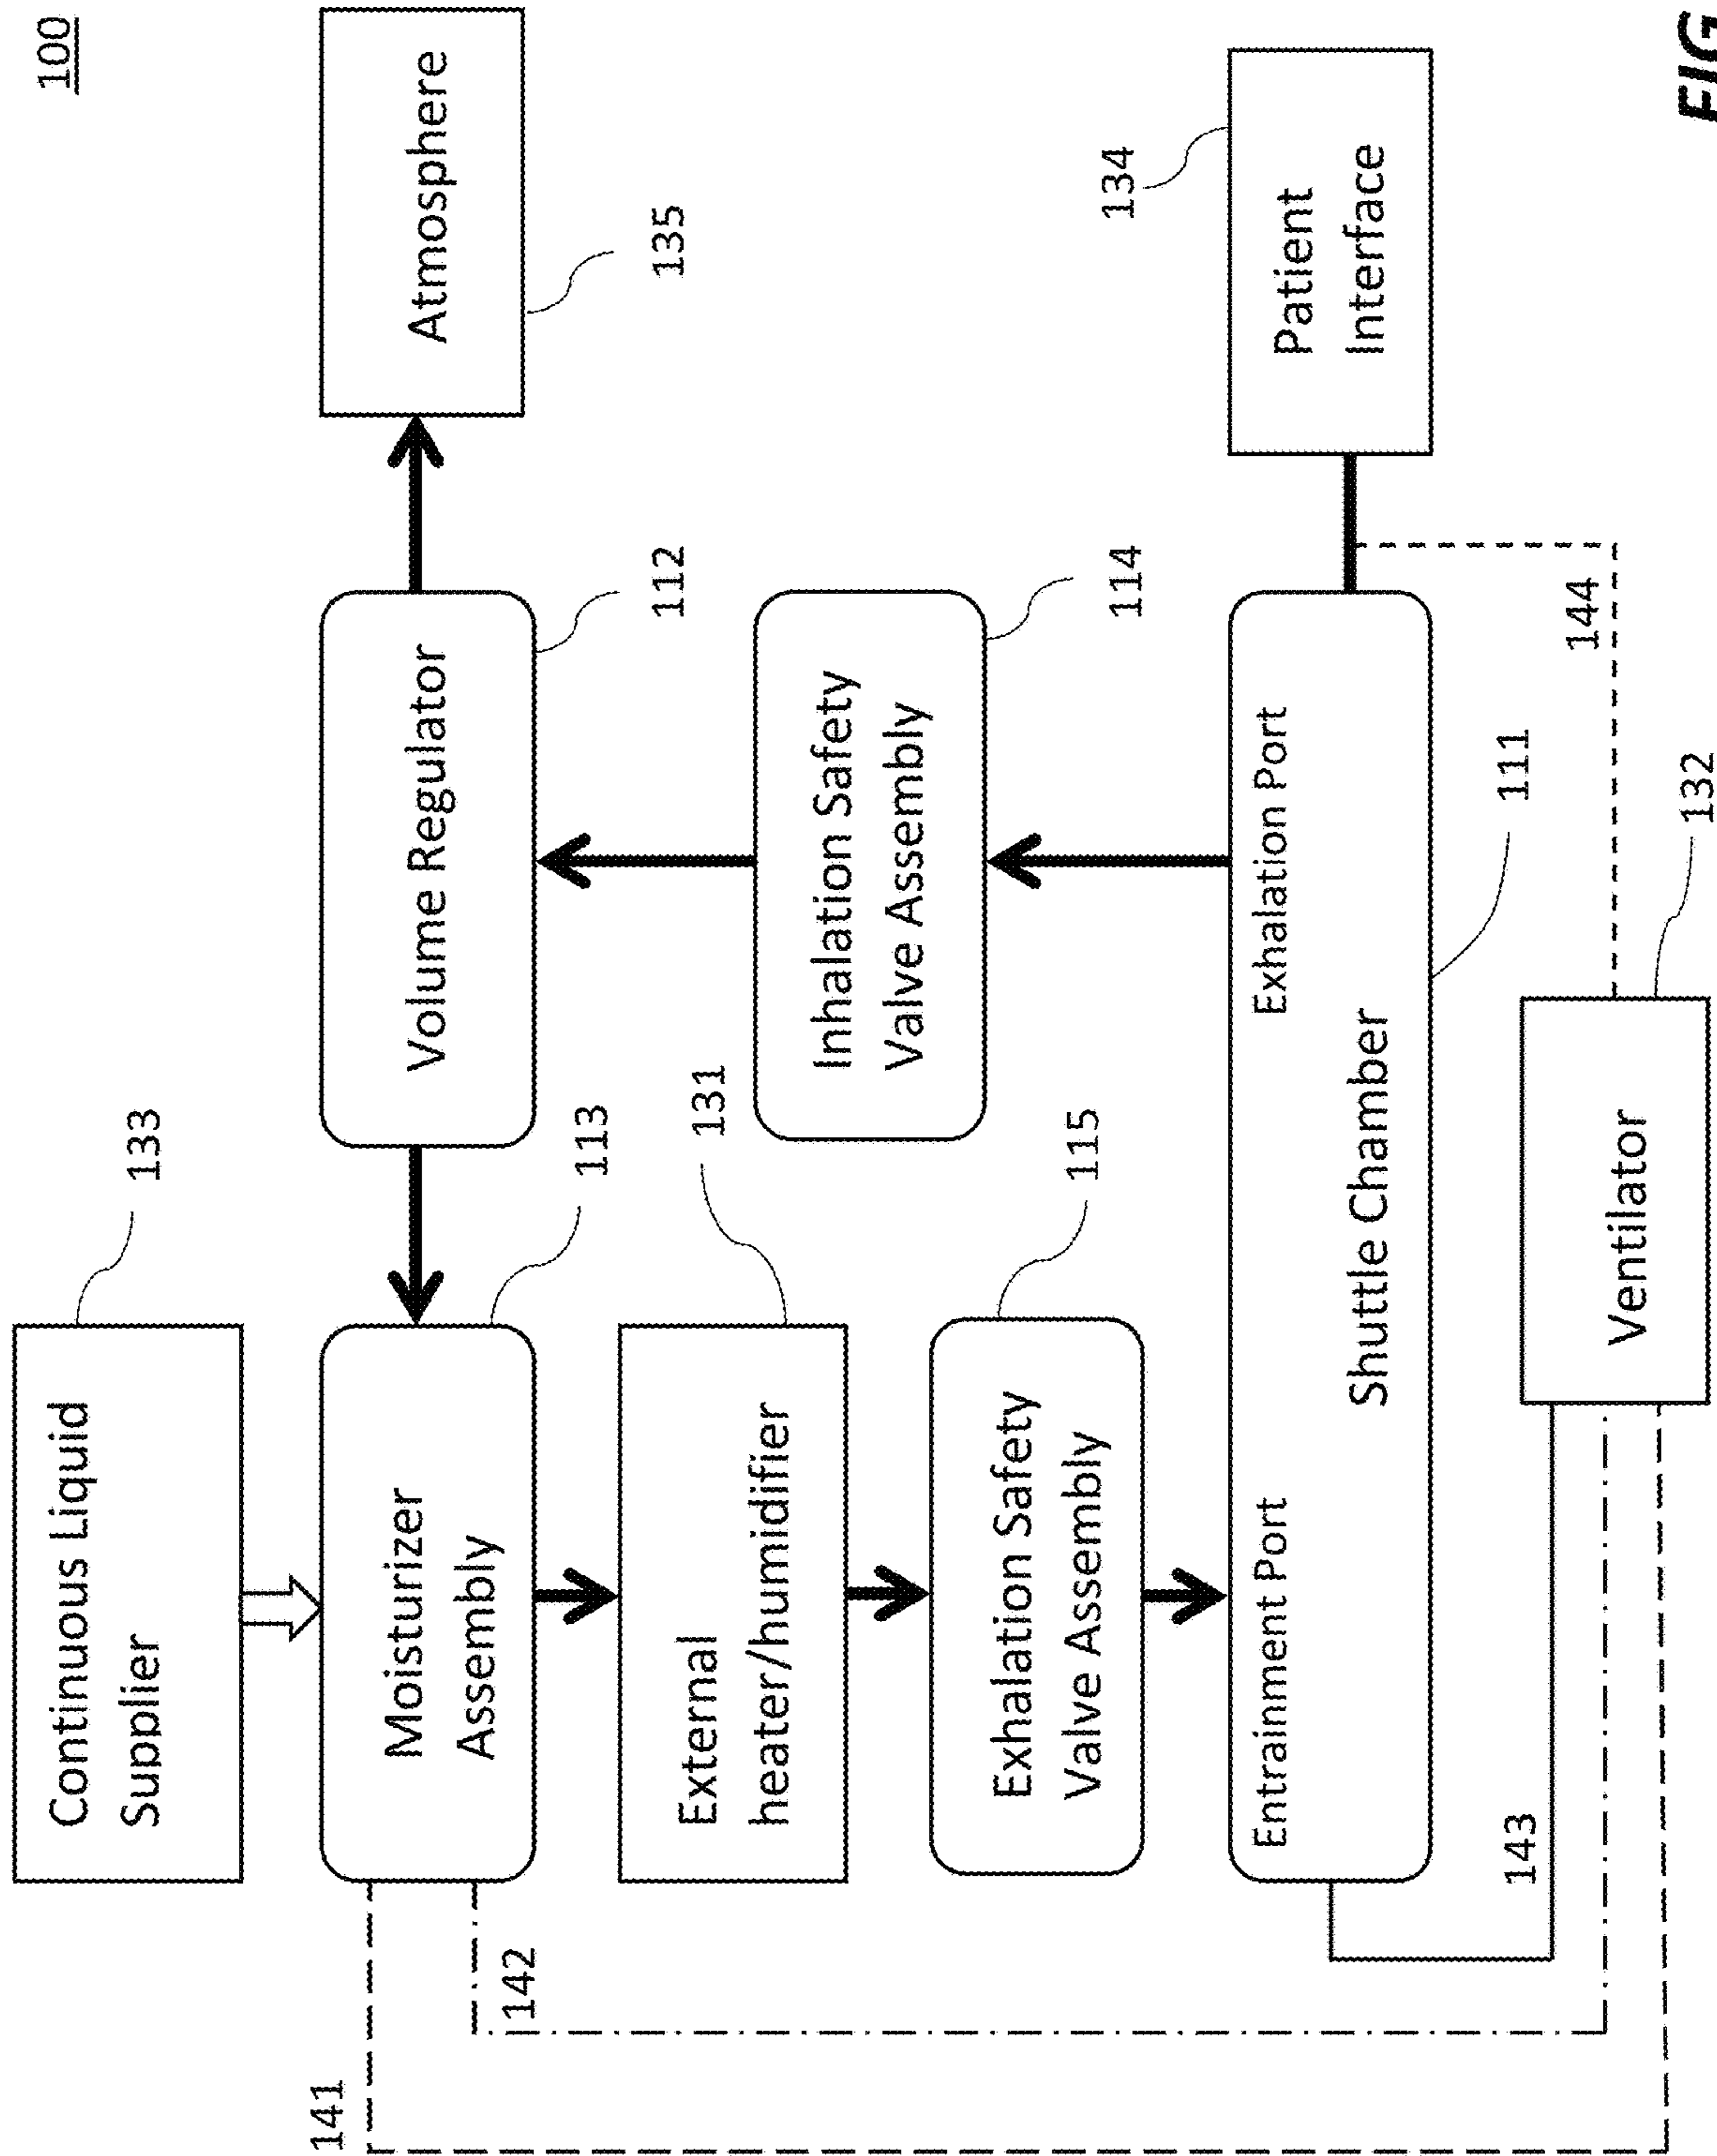 100
Continuous Liquid
Supplier
133
Moisturizer
Assembly
113
Volume Regulator
112
Atmosphere
135
External
heater/humidifier
131
Inhalation Safety
Valve Assembly
114
Exhalation Safety
Valve Assembly
115
Entrainment Port
Exhalation Port
Shuttle Chamber
111
Patient
Interface
134
141
142
143
144
Ventilator
132
FIG